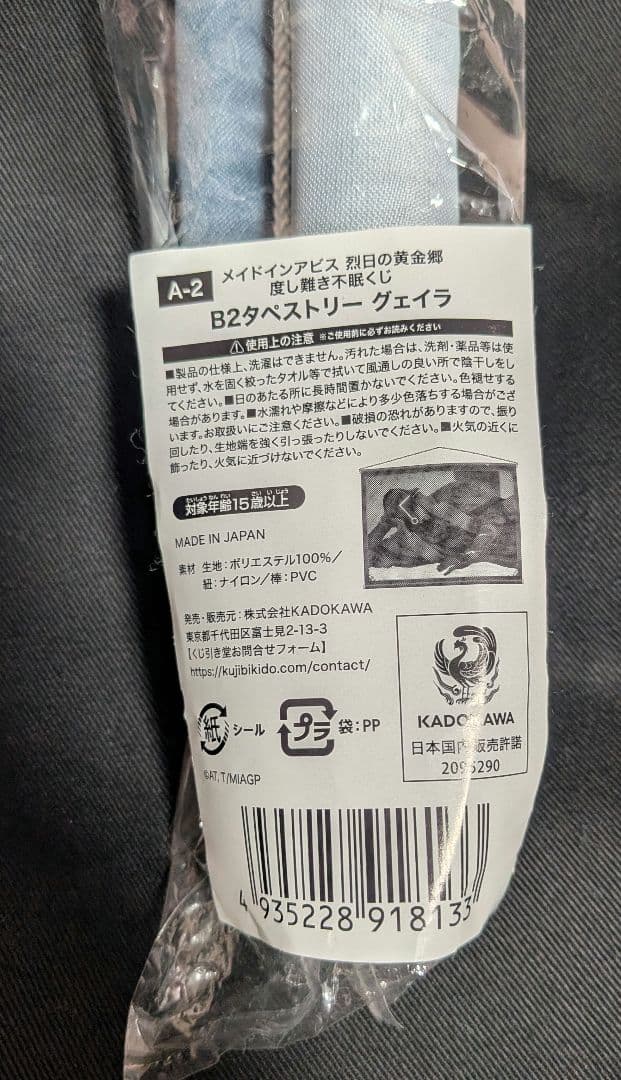 A-2
メイドインアビス 烈日の黄金郷
度し難き不眠くじ
B2タペストリー グェイラ
⚠使用上の注意 ※ご使用前に必ずお読みください
■製品の仕様上、洗濯はできません。汚れた場合は、洗剤・薬品等は使
用せず、水を固く絞ったタオル等で拭いて風通しの良い所で陰干しをし
てください。■日のあたる所に長時間置かないでください。色褪せする
場合があります。■水濡れや摩擦などにより多少色落ちする場合がござ
います。お取扱いにご注意ください。■破損の恐れがありますので、振り
回したり、生地端を強く引っ張ったりしないでください。■火気の近くに
飾ったり、火気に近づけないでください。
たいしょうねんれい さい いじょう
対象年齢15歳以上
MADE IN JAPAN
素材 生地:ポリエステル100%/
紐:ナイロン/棒:PVC
発売・販売元:株式会社KADOKAWA
東京都千代田区富士見2-13-3
【くじ引き堂お問合せフォーム】
https://kujibikido.com/contact/
紙 シール
プラ 袋:PP
©AT, T/MIAGP
KADOKAWA
日本国内販売許諾
2095290
4 935228 918133